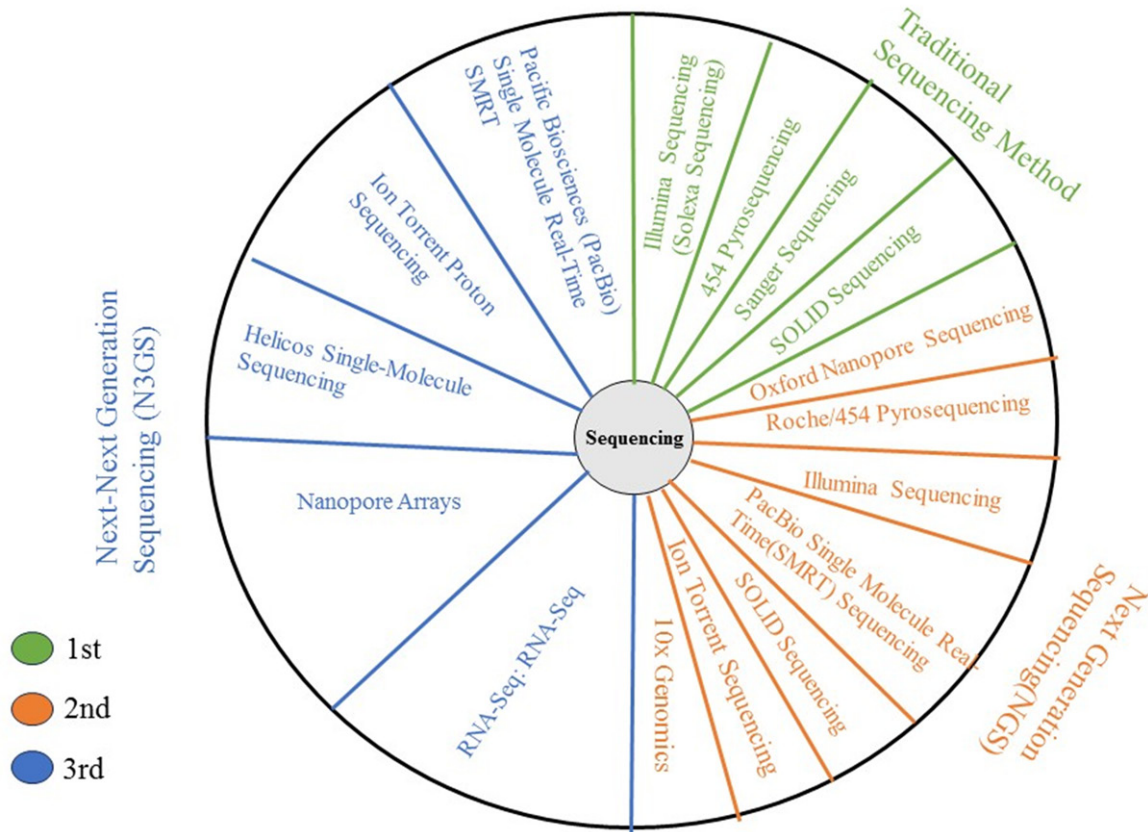 Traditional
Sequencing Method
Illumina Sequencing
(Solexa Sequencing)
454 Pyrosequencing
Sanger Sequencing
SOLID Sequencing
Oxford Nanopore Sequencing
Roche/454 Pyrosequencing
Illumina Sequencing
PacBio Single Molecule Real-
Time(SMRT) Sequencing
SOLID Sequencing
Ion Torrent Sequencing
10x Genomics
Next Generation
Sequencing(NGS)
RNA-Seq: RNA-Seq
Nanopore Arrays
Helicos Single-Molecule
Sequencing
Ion Torrent Proton
Sequencing
Pacific Biosciences (PacBio)
Single Molecule Real-Time
SMRT
Next-Next Generation
Sequencing (N3GS)
Sequencing
1st
2nd
3rd